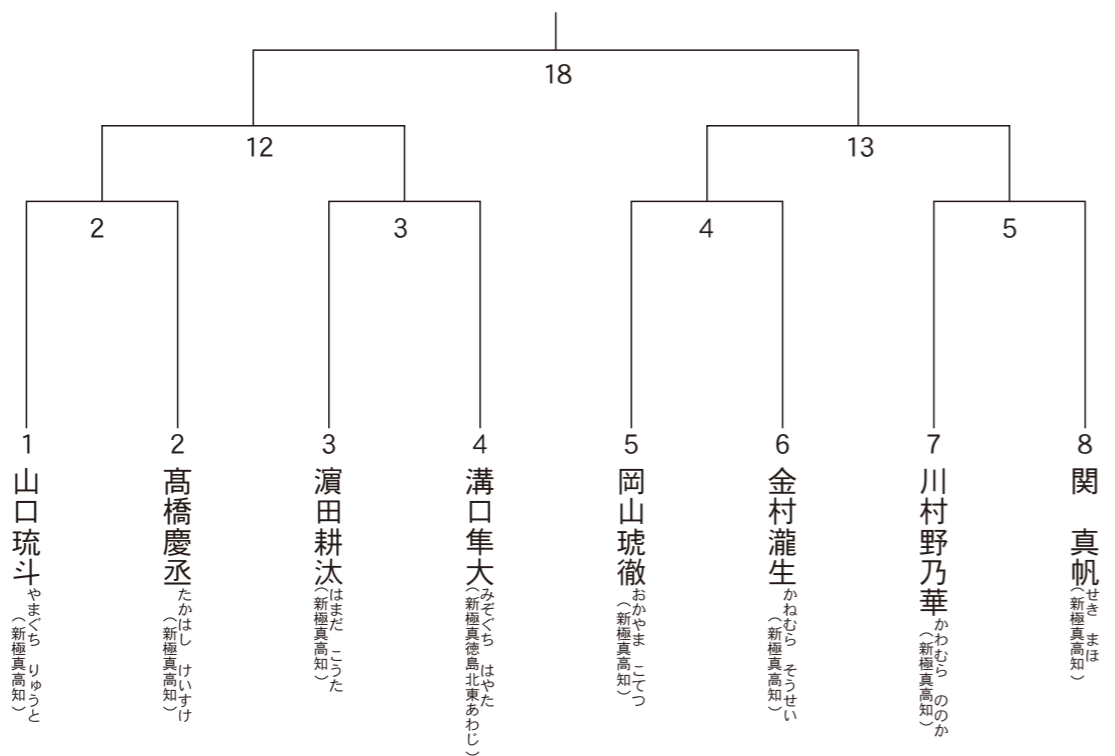 18
12
13
2
3
4
5
1
山口琉斗
やまぐち りゅうと
（新極真高知）
2
髙橋慶丞
たかはし けいすけ
（新極真高知）
3
濵田耕汰
はまだ こうた
（新極真高知）
4
溝口隼大
みぞぐち はやた
（新極真徳島北東あわじ）
5
岡山琥徹
おかやま こてつ
（新極真高知）
6
金村瀧生
かねむら そうせい
（新極真高知）
7
川村野乃華
かわむら ののか
（新極真高知）
8
関 真帆
せき まほ
（新極真高知）